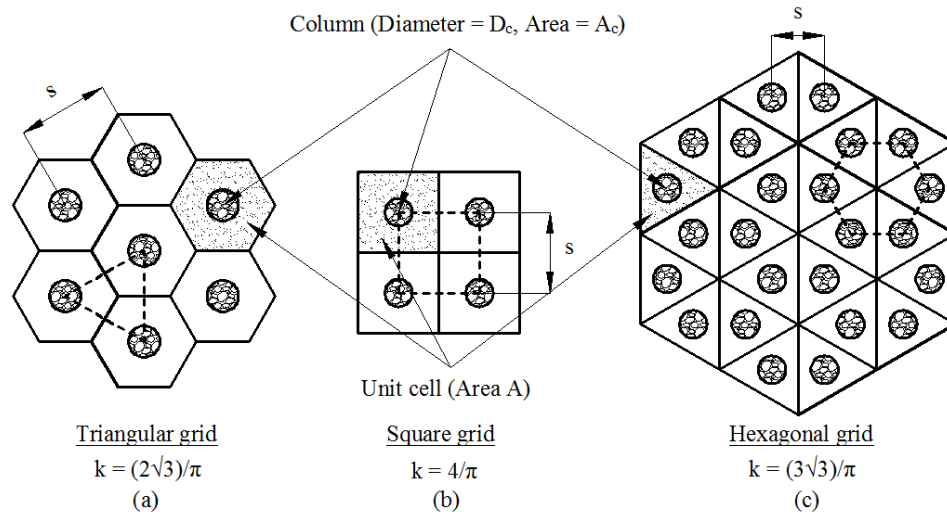 Column (Diameter = Dc, Area = Ac)
s
s
s
Unit cell (Area A)
Triangular grid
k = (2√3)/π
(a)
Square grid
k = 4/π
(b)
Hexagonal grid
k = (3√3)/π
(c)